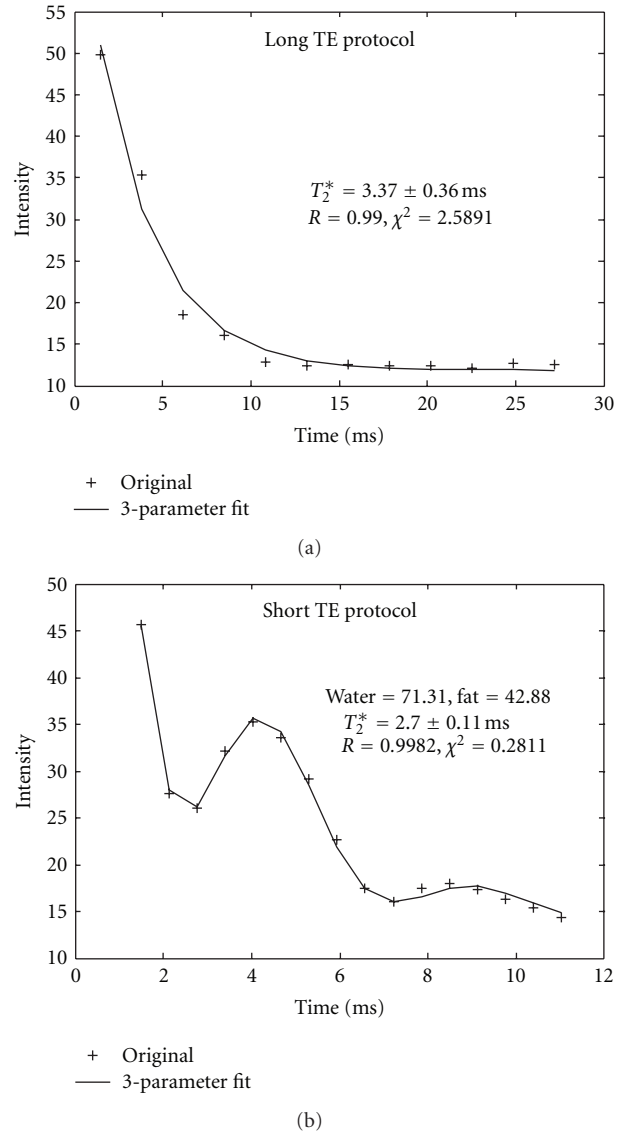 55
50
45
40
35
30
25
20
15
10
Intensity
Long TE protocol
T₂* = 3.37 ± 0.36 ms
R = 0.99, χ² = 2.5891
0 5 10 15 20 25 30
Time (ms)
+ Original
3-parameter fit
(a)
50
45
40
35
30
25
20
15
10
Intensity
Short TE protocol
Water = 71.31, fat = 42.88
T₂* = 2.7 ± 0.11 ms
R = 0.9982, χ² = 0.2811
0 2 4 6 8 10 12
Time (ms)
+ Original
3-parameter fit
(b)